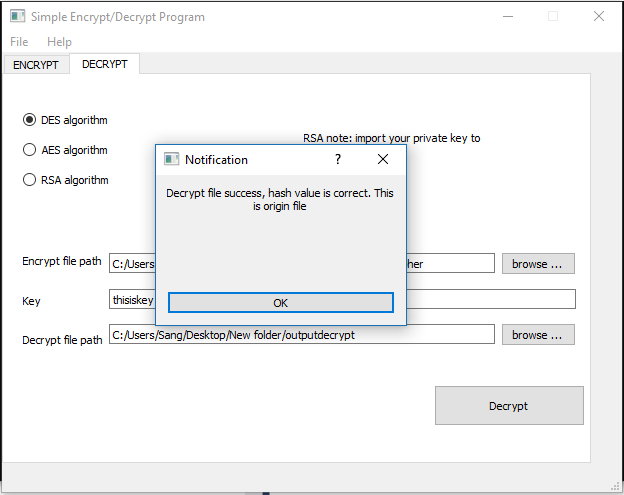 Simple Encrypt/Decrypt Program
File Help
ENCRYPT DECRYPT
DES algorithm
AES algorithm
RSA algorithm
RSA note: import your private key to
Notification ?
Decrypt file success, hash value is correct. This
is origin file
OK
Encrypt file path C:/Users her browse ...
Key thisiskey
Decrypt file path C:/Users/Sang/Desktop/New folder/outputdecrypt browse ...
Decrypt